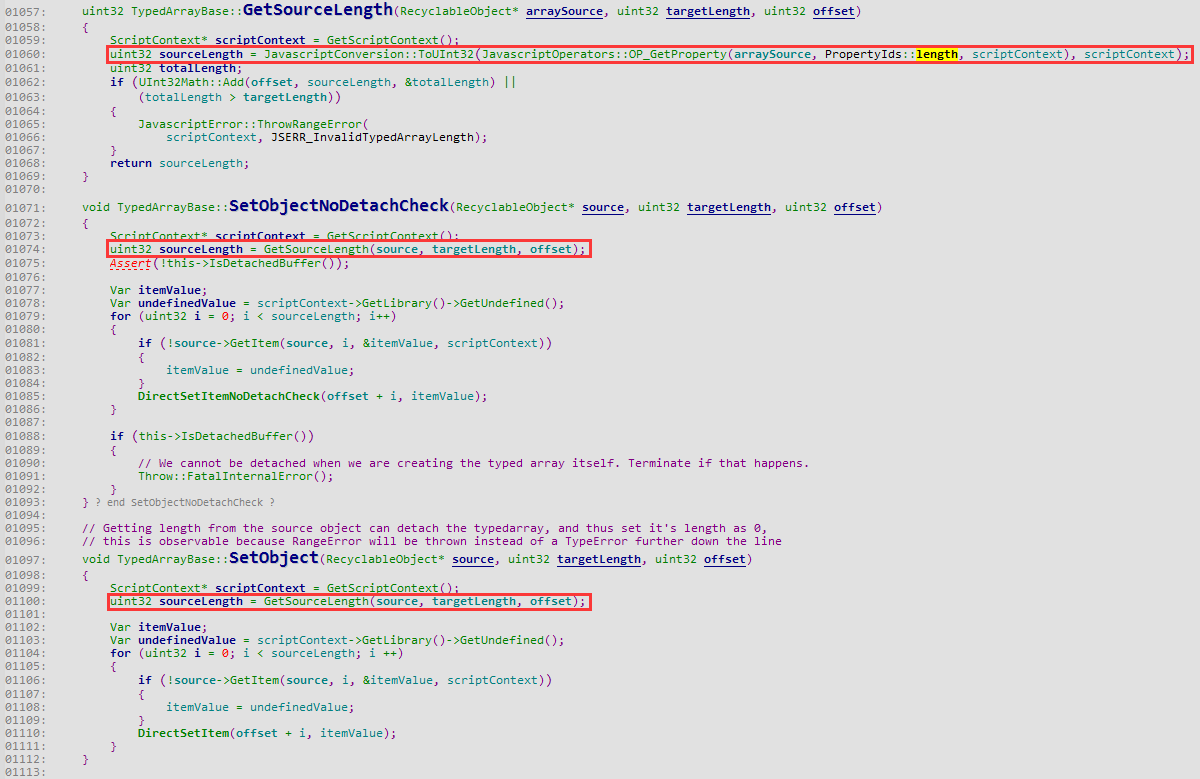 01057:     uint32 TypedArrayBase::GetSourceLength(RecyclableObject* arraySource, uint32 targetLength, uint32 offset)
01058:     {
01059:         ScriptContext* scriptContext = GetScriptContext();
01060:         uint32 sourceLength = JavascriptConversion::ToUInt32(JavascriptOperators::OP_GetProperty(arraySource, PropertyIds::length, scriptContext), scriptContext);
01061:         uint32 totalLength;
01062:         if (UInt32Math::Add(offset, sourceLength, &totalLength) ||
01063:             (totalLength > targetLength))
01064:         {
01065:             JavascriptError::ThrowRangeError(
01066:                 scriptContext, JSERR_InvalidTypedArrayLength);
01067:         }
01068:         return sourceLength;
01069:     }
01070:
01071:     void TypedArrayBase::SetObjectNoDetachCheck(RecyclableObject* source, uint32 targetLength, uint32 offset)
01072:     {
01073:         ScriptContext* scriptContext = GetScriptContext();
01074:         uint32 sourceLength = GetSourceLength(source, targetLength, offset);
01075:         Assert(!this->IsDetachedBuffer());
01076:
01077:         Var itemValue;
01078:         Var undefinedValue = scriptContext->GetLibrary()->GetUndefined();
01079:         for (uint32 i = 0; i < sourceLength; i++)
01080:         {
01081:             if (!source->GetItem(source, i, &itemValue, scriptContext))
01082:             {
01083:                 itemValue = undefinedValue;
01084:             }
01085:             DirectSetItemNoDetachCheck(offset + i, itemValue);
01086:         }
01087:
01088:         if (this->IsDetachedBuffer())
01089:         {
01090:             // We cannot be detached when we are creating the typed array itself. Terminate if that happens.
01091:             Throw::FatalInternalError();
01092:         }
01093:     } ? end SetObjectNoDetachCheck ?
01094:
01095:     // Getting length from the source object can detach the typedarray, and thus set it's length as 0,
01096:     // this is observable because RangeError will be thrown instead of a TypeError further down the line
01097:     void TypedArrayBase::SetObject(RecyclableObject* source, uint32 targetLength, uint32 offset)
01098:     {
01099:         ScriptContext* scriptContext = GetScriptContext();
01100:         uint32 sourceLength = GetSourceLength(source, targetLength, offset);
01101:
01102:         Var itemValue;
01103:         Var undefinedValue = scriptContext->GetLibrary()->GetUndefined();
01104:         for (uint32 i = 0; i < sourceLength; i ++)
01105:         {
01106:             if (!source->GetItem(source, i, &itemValue, scriptContext))
01107:             {
01108:                 itemValue = undefinedValue;
01109:             }
01110:             DirectSetItem(offset + i, itemValue);
01111:         }
01112:     }
01113: